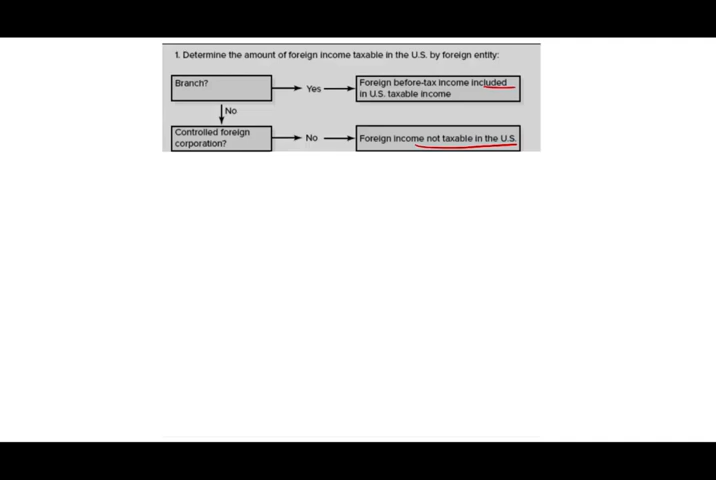 1. Determine the amount of foreign income taxable in the U.S. by foreign entity:
Branch?
Yes
Foreign before-tax income included
in U.S. taxable income
No
Controlled foreign
corporation?
No
Foreign income not taxable in the U.S.